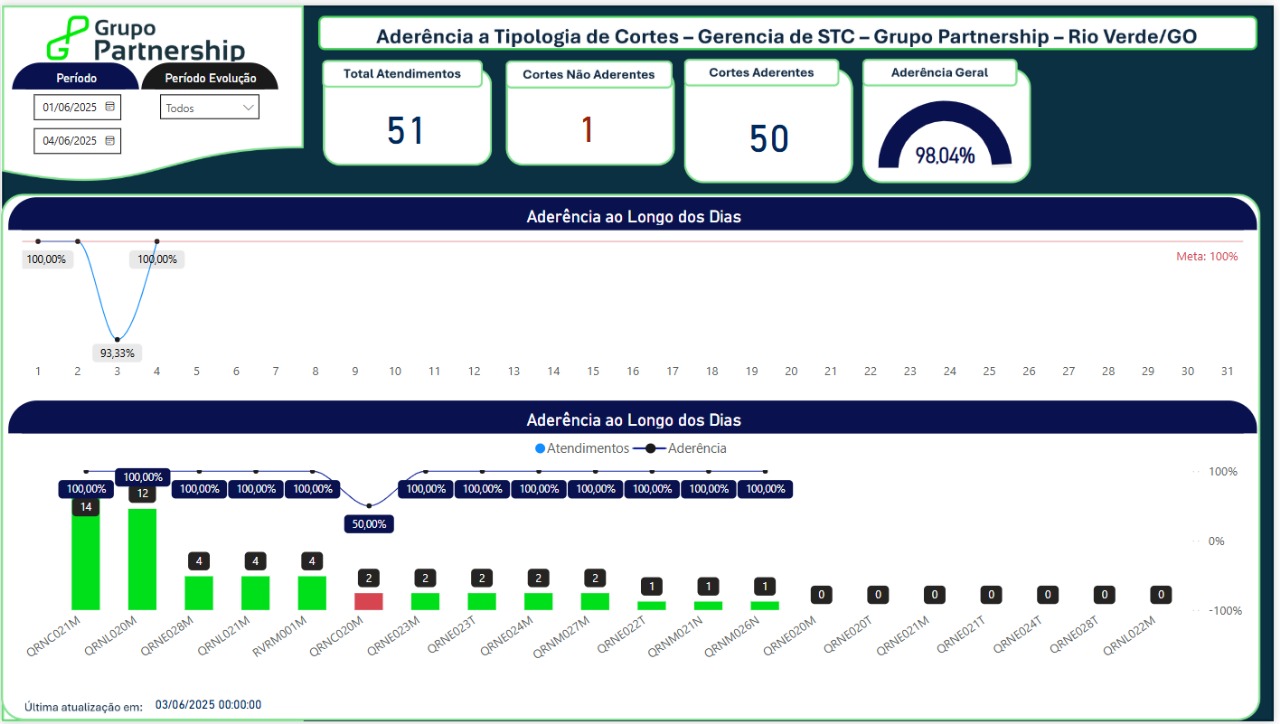 Grupo
Partnership
Aderência a Tipologia de Cortes – Gerencia de STC – Grupo Partnership – Rio Verde/GO
Período
Período Evolução
01/06/2025
Todos
04/06/2025
Total Atendimentos
51
Cortes Não Aderentes
1
Cortes Aderentes
50
Aderência Geral
98,04%
Aderência ao Longo dos Dias
100,00% 100,00%
Meta: 100%
93,33%
1 2 3 4 5 6 7 8 9 10 11 12 13 14 15 16 17 18 19 20 21 22 23 24 25 26 27 28 29 30 31
Aderência ao Longo dos Dias
Atendimentos Aderência
100%
100,00% 100,00% 100,00% 100,00% 100,00% 50,00% 100,00% 100,00% 100,00% 100,00% 100,00% 100,00% 100,00%
0%
14 12 4 4 4 2 2 2 2 2 1 1 1 0 0 0 0 0 0 0
-100%
QRNC021M QRNL020M QRNE028M QRNL021M RVRM001M QRNC020M QRNE023M QRNE023T QRNE024M QRNM027M QRNE022T QRNM021N QRNM026N QRNE020M QRNE020T QRNE021M QRNE021T QRNE024T QRNE028T QRNL022M
Última atualização em: 03/06/2025 00:00:00